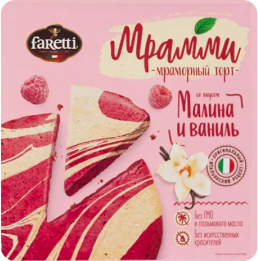 faretti
Мрамми
-мраморный торт-
со вкусом
Малина
и ваниль
без ГМО
и пальмового масла
без искусственных
красителей